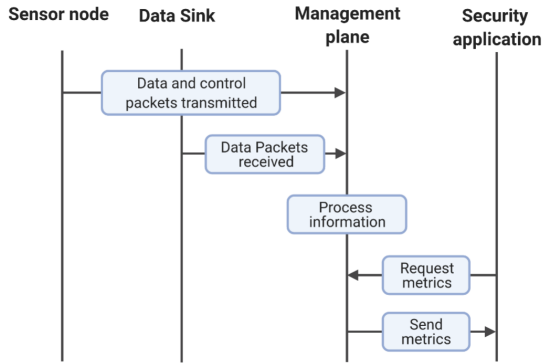 Sensor node
Data Sink
Management
plane
Security
application
Data and control
packets transmitted
Data Packets
received
Process
information
Request
metrics
Send
metrics